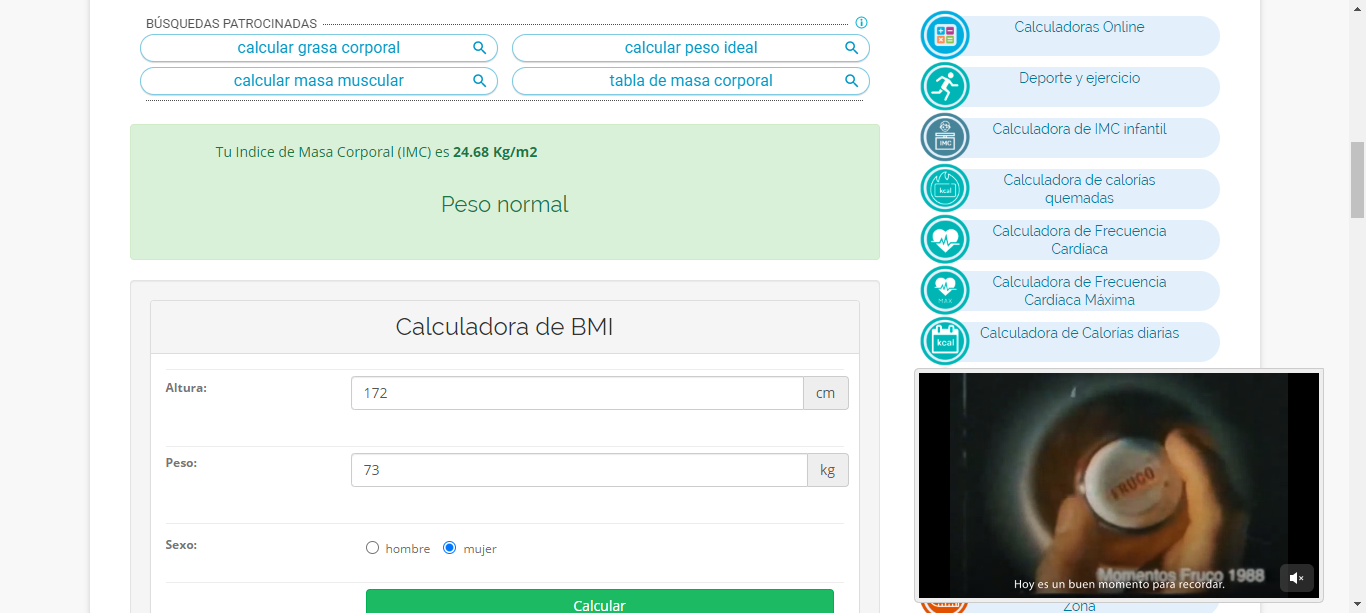 BÚSQUEDAS PATROCINADAS
calcular grasa corporal
calcular peso ideal
calcular masa muscular
tabla de masa corporal
Tu Indice de Masa Corporal (IMC) es 24.68 Kg/m2
Peso normal
Calculadora de BMI
Altura:
172
cm
Peso:
73
kg
Sexo:
hombre
mujer
Calcular
Calculadoras Online
Deporte y ejercicio
IMC
Calculadora de IMC infantil
kcal
Calculadora de calorías
quemadas
Calculadora de Frecuencia
Cardíaca
MAX
Calculadora de Frecuencia
Cardiaca Máxima
kcal
Calculadora de Calorías diarias
FRUCO
Momentos Fruco 1988
Hoy es un buen momento para recordar.
Zona